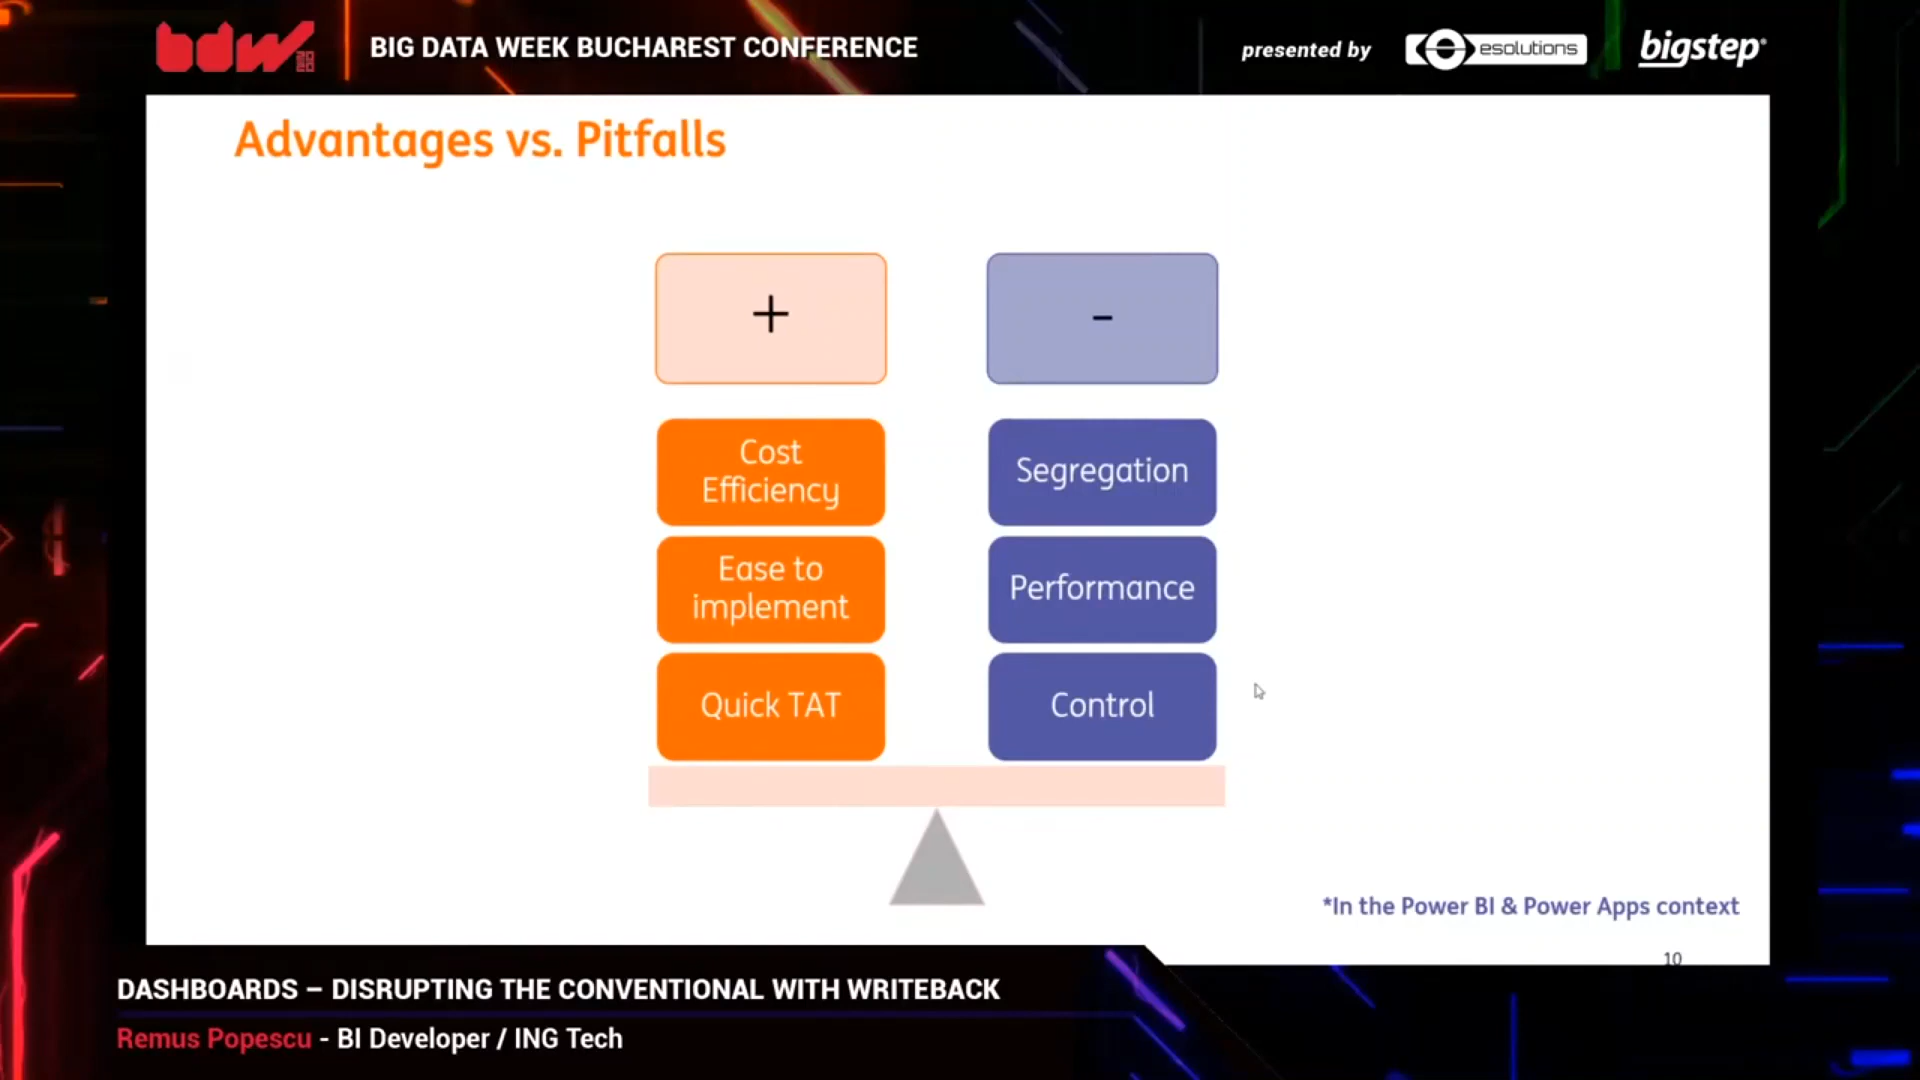 bdw
BIG DATA WEEK BUCHAREST CONFERENCE
presented by
esolutions
bigstep
Advantages vs. Pitfalls
+
-
Cost
Efficiency
Segregation
Ease to
implement
Performance
Quick TAT
Control
*In the Power BI & Power Apps context
10
DASHBOARDS – DISRUPTING THE CONVENTIONAL WITH WRITEBACK
Remus Popescu - BI Developer / ING Tech